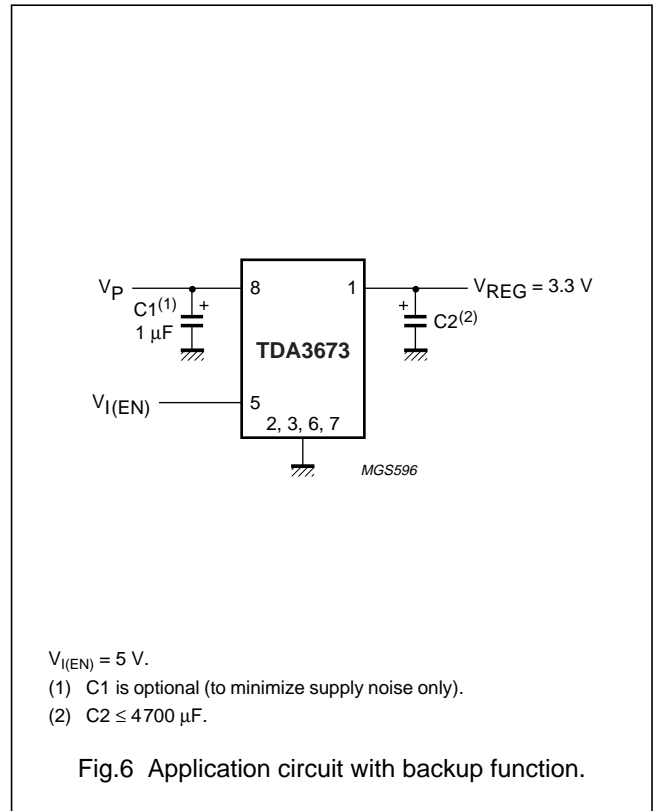 V_P
8
1
V_REG = 3.3 V
C1(1)
+
1 µF
+
C2(2)
TDA3673
V_I(EN)
5
2, 3, 6, 7
MGS596
V_I(EN) = 5 V.
(1) C1 is optional (to minimize supply noise only).
(2) C2 ≤ 4700 µF.
Fig.6 Application circuit with backup function.